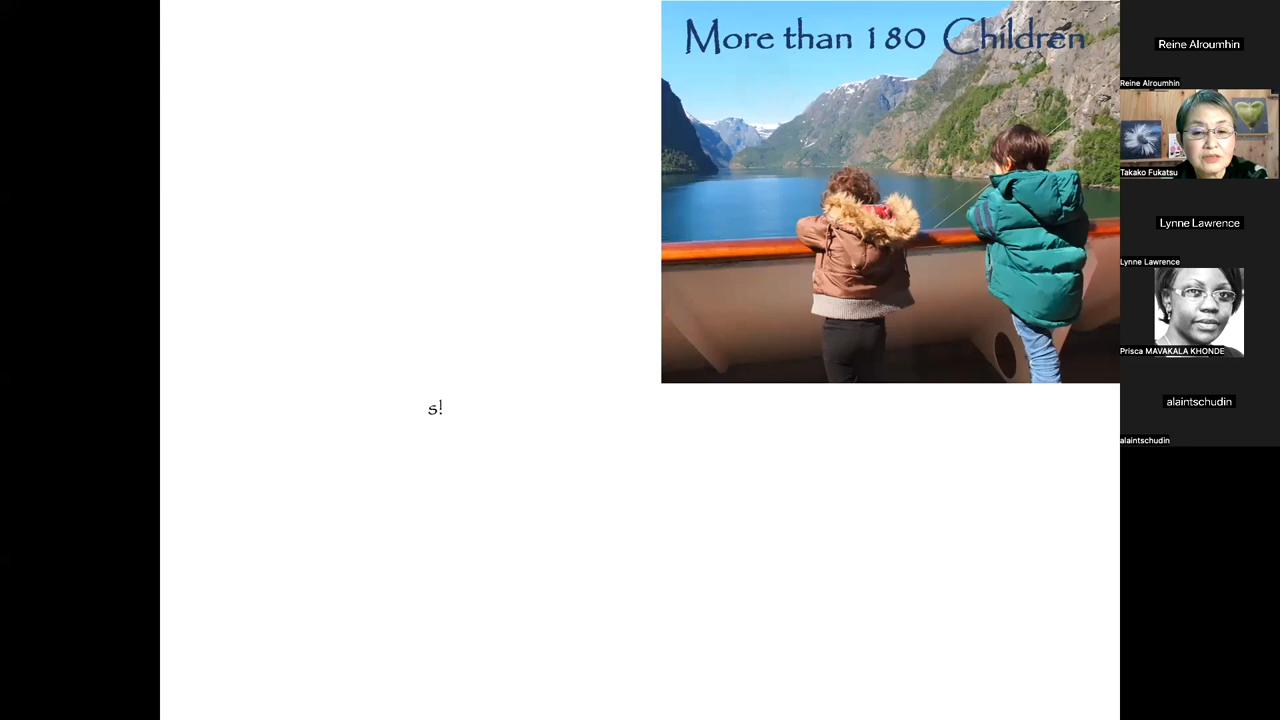 More than 180 Children
s!
Reine Alroumhin
Reine Alroumhin
Takako Fukatsu
Lynne Lawrence
Lynne Lawrence
Prisca MAVAKALA KHONDE
alaintschudin
alaintschudin